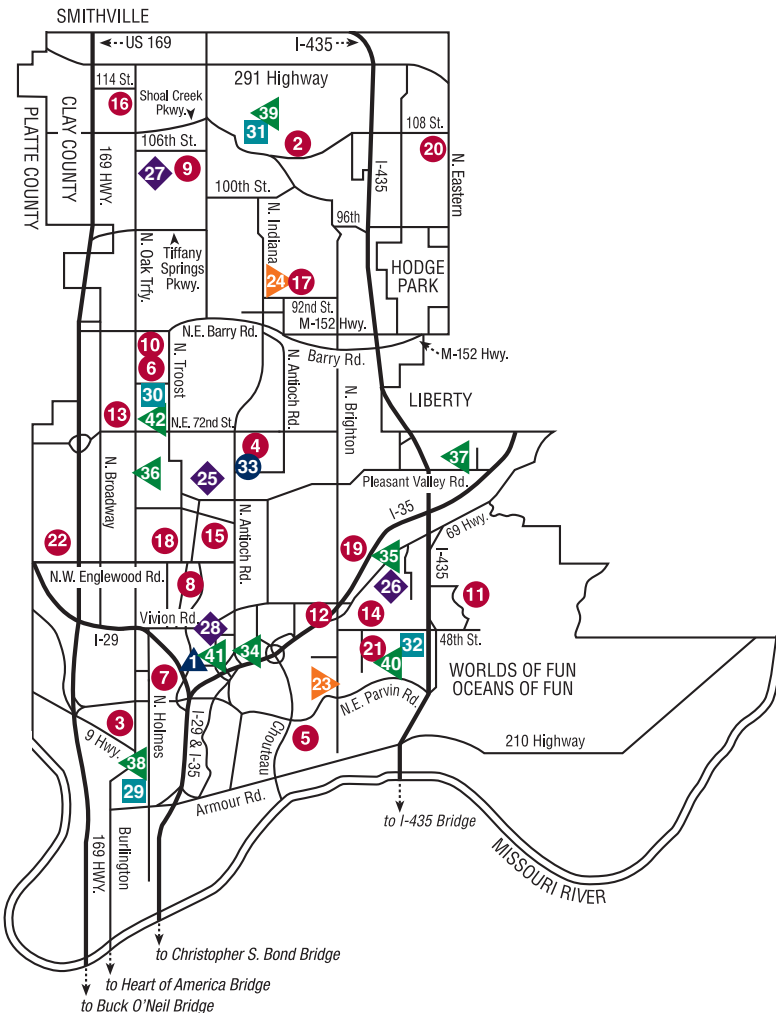 SMITHVILLE
US 169
I-435
114 St.
291 Highway
16
Shoal Creek
Pkwy.
39
31
108 St.
CLAY COUNTY
PLATTE COUNTY
106th St.
2
20
169 HWY.
27
9
I-435
N. Eastern
100th St.
96th
N. Indiana
N. Oak Trfy.
Tiffany
Springs
Pkwy.
HODGE
PARK
24
17
92nd St.
M-152 Hwy.
N.E. Barry Rd.
Barry Rd.
M-152 Hwy.
10
6
N. Troost
N. Antioch Rd.
N. Brighton
30
LIBERTY
13
42
N.E. 72nd St.
4
33
37
36
25
Pleasant Valley Rd.
N. Broadway
I-35
69 Hwy.
N. Antioch Rd.
22
18
15
19
35
I-435
N.W. Englewood Rd.
8
26
11
Vivion Rd
28
12
14
I-29
48th St.
1
41
34
21
32
40
WORLDS OF FUN
OCEANS OF FUN
7
23
N.E. Parvin Rd.
N. Holmes
I-29 & I-35
3
9 Hwy.
Chouteau
5
210 Highway
38
29
Armour Rd.
to I-435 Bridge
Burlington
169 HWY.
MISSOURI RIVER
to Christopher S. Bond Bridge
to Heart of America Bridge
to Buck O'Neil Bridge